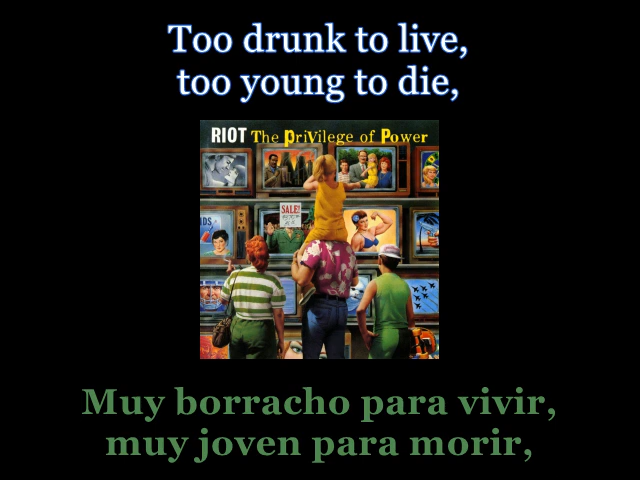 Too drunk to live,
too young to die,
RIOT The Privilege of Power
SALE!
Muy borracho para vivir,
muy joven para morir,